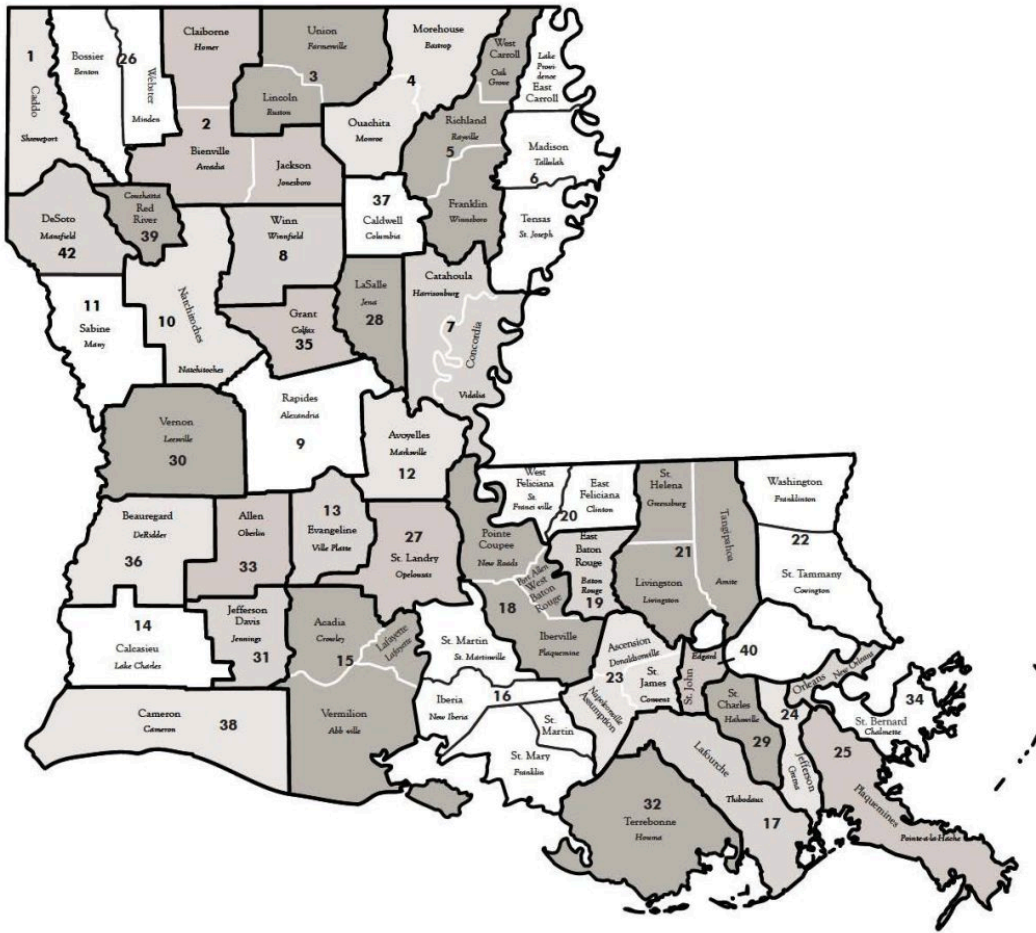 1
Caddo
Shreveport
Bossier
Benton
26
Webster
Minden
Claiborne
Homer
Union
Farmerville
3
Lincoln
Ruston
Morehouse
Bastrop
4
Ouachita
Monroe
West
Carroll
Oak
Grove
Lake
Provi
dence
East
Carroll
2
Bienville
Arcadia
Jackson
Jonesboro
Richland
Rayville
5
Franklin
Winnsboro
Madison
Tallulah
6
Tensas
St. Joseph
37
Caldwell
Columbia
DeSoto
Mansfield
42
Coushatta
Red
River
39
Winn
Winnfield
8
11
Sabine
Many
10
Natchitoches
Natchitoches
Grant
Colfax
35
LaSalle
Jena
28
Catahoula
Harrisonburg
7
Concordia
Vidalia
Vernon
Leesville
30
Rapides
Alexandria
9
Avoyelles
Marksville
12
Beauregard
DeRidder
36
Allen
Oberlin
33
13
Evangeline
Ville Platte
27
St. Landry
Opelousas
Pointe
Coupee
New Roads
West
Feliciana
St.
Franci ville
20
East
Feliciana
Clinton
St.
Helena
Greensburg
Tangipahoa
Amite
21
Livingston
Livingston
Washington
Franklinton
22
St. Tammany
Covington
Port Allen
West
Baton
Rouge
East
Baton
Rouge
Baton
Rouge
19
18
Iberville
Plaquemine
14
Calcasieu
Lake Charles
Jefferson
Davis
Jennings
31
Acadia
Crowley
15
Lafayette
Lafayette
St. Martin
St. Martinville
Cameron
Cameron
38
Vermilion
Abb ville
Iberia
New Iberia
16
St.
Martin
St. Mary
Franklin
Ascension
Donaldsonville
23
St.
James
Convent
Napoleonville
Assumption
Edgard
St. John
40
St.
Charles
Hahnville
29
24
Jefferson
Gretna
Orleans
New Orleans
34
St. Bernard
Chalmette
25
Plaquemines
Pointe a la Hache
Lafourche
Thibodaux
17
32
Terrebonne
Houma